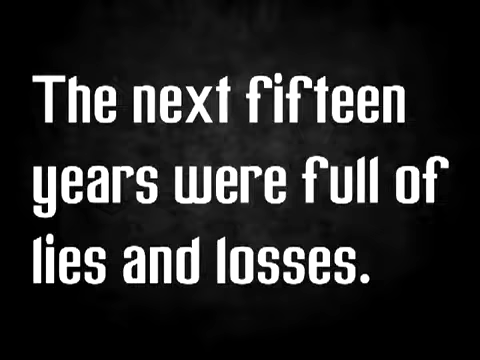 The next fifteen
years were full of
lies and losses.